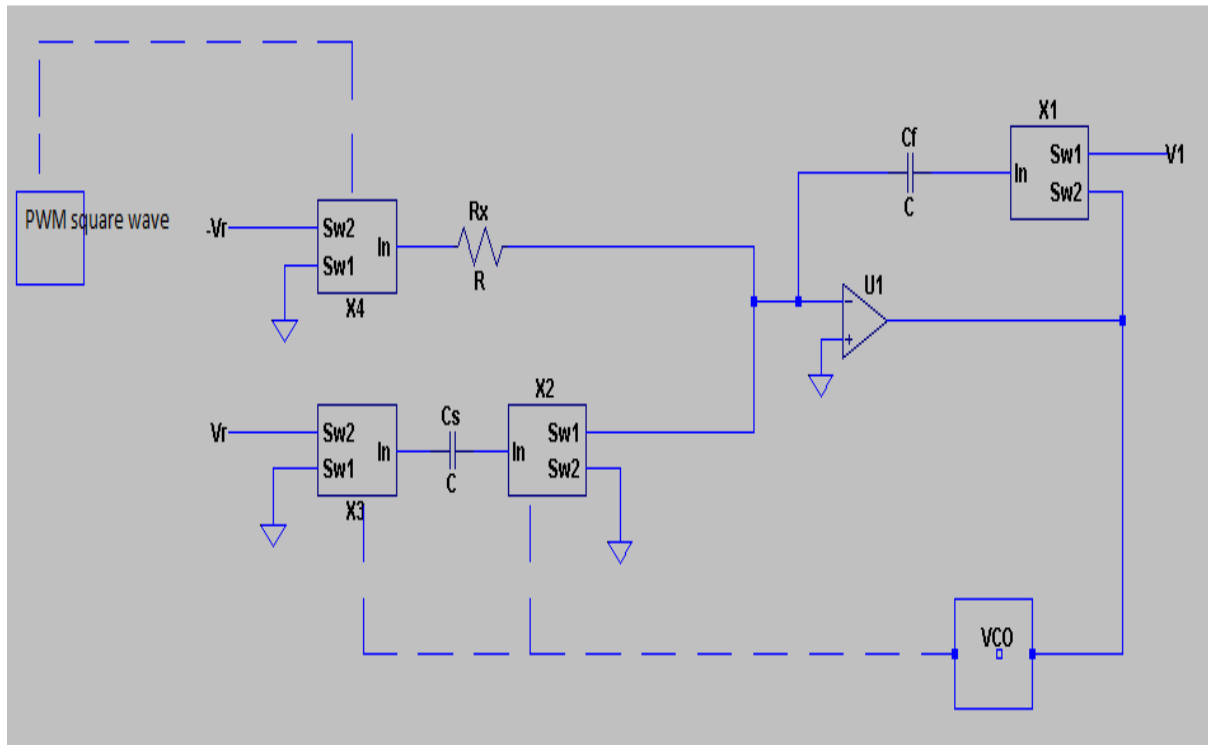 X1
Cf
Sw1
V1
In
Sw2
C
PWM square wave
-Vr
Sw2
Rx
In
Sw1
R
X4
U1
X2
Cs
Vr
Sw2
Sw1
In
In
Sw1
Sw2
C
X3
VCO